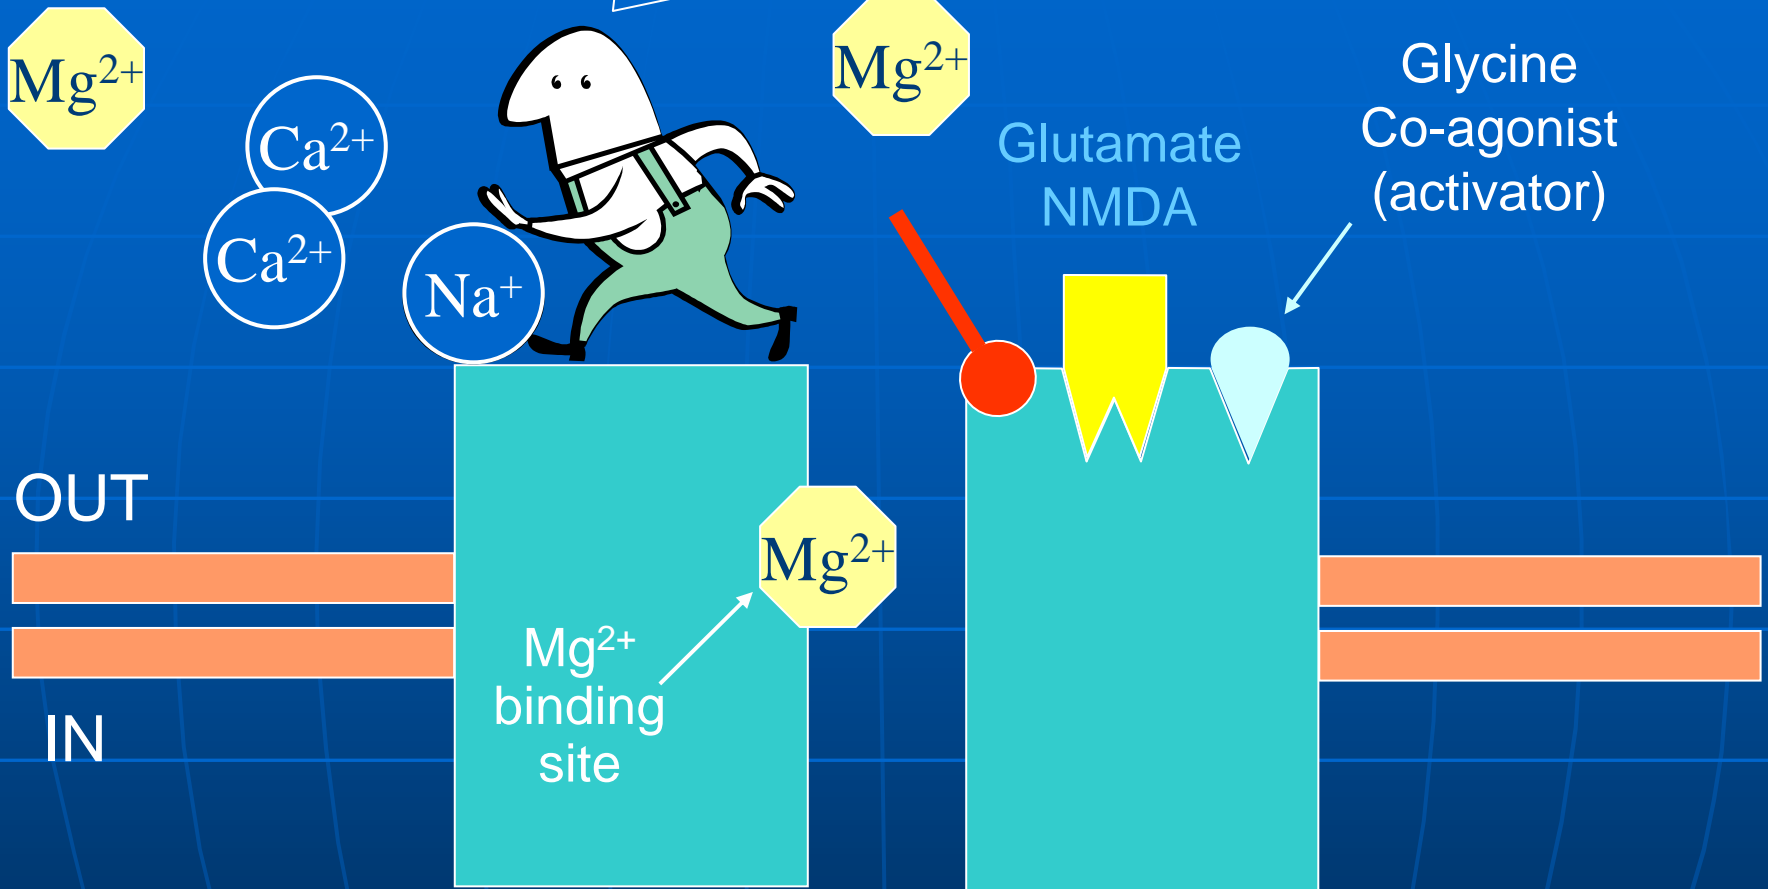 Mg²⁺
Ca²⁺
Ca²⁺
Na⁺
Mg²⁺
Glutamate
NMDA
Glycine
Co-agonist
(activator)
OUT
IN
Mg²⁺
Mg²⁺
binding
site